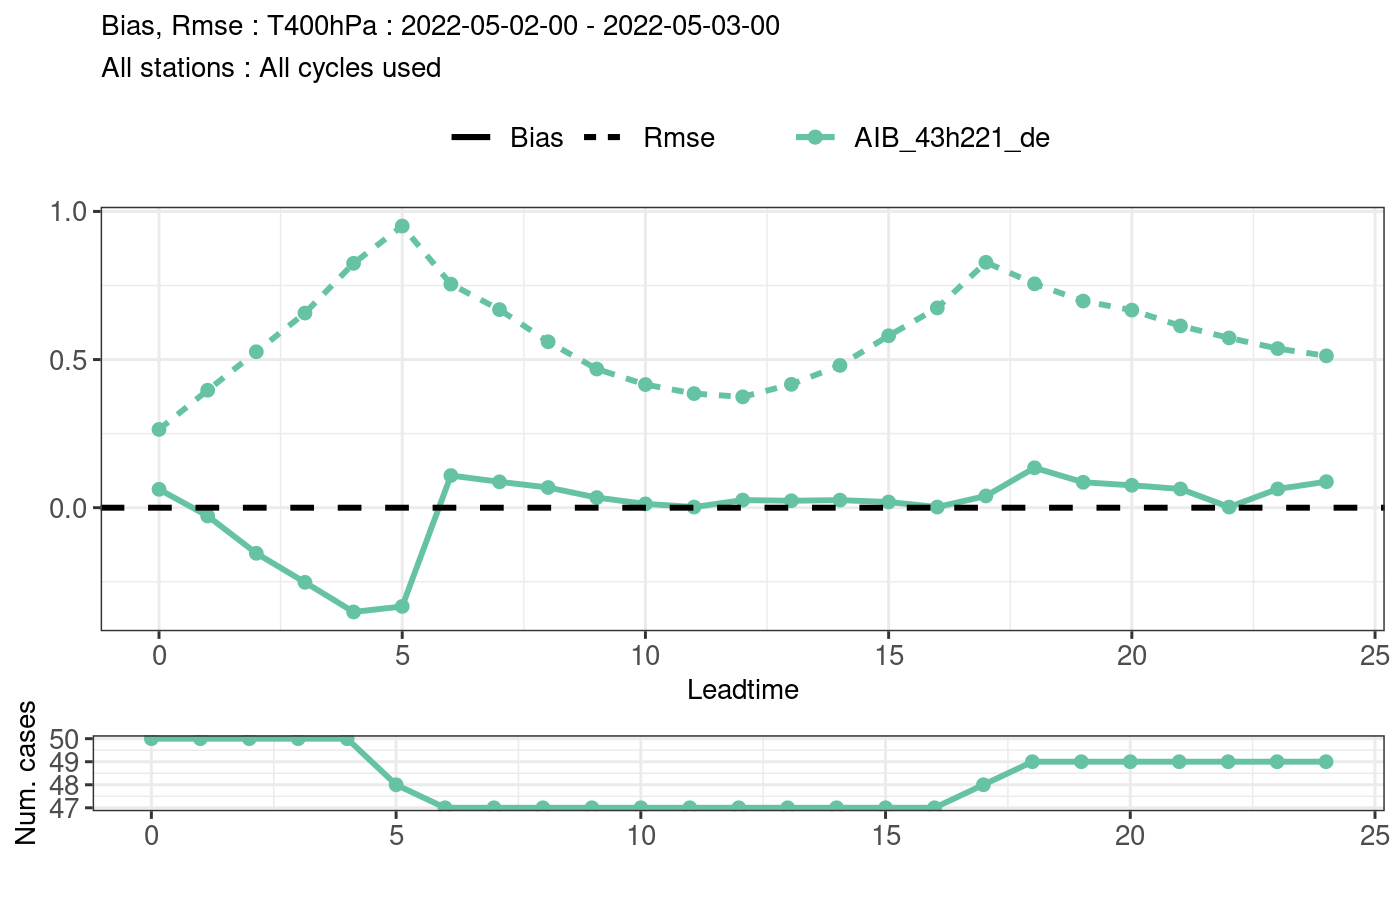 Bias, Rmse : T400hPa : 2022-05-02-00 - 2022-05-03-00
All stations : All cycles used
Bias Rmse AIB_43h221_de
1.0
0.5
0.0
0 5 10 15 20 25
Leadtime
Num. cases
50
49
48
47
0 5 10 15 20 25